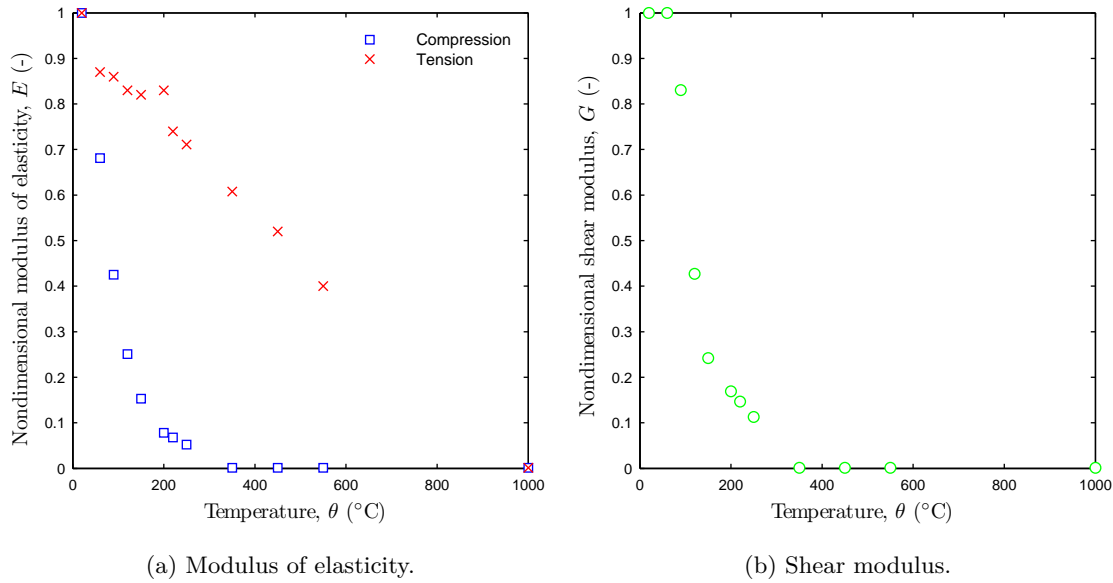 1
0.9
0.8
0.7
0.6
0.5
0.4
0.3
0.2
0.1
0
0 200 400 600 800 1000
Nondimensional modulus of elasticity, E (-)
Temperature, θ (°C)
Compression
Tension
(a) Modulus of elasticity.
1
0.9
0.8
0.7
0.6
0.5
0.4
0.3
0.2
0.1
0
0 200 400 600 800 1000
Nondimensional shear modulus, G (-)
Temperature, θ (°C)
(b) Shear modulus.